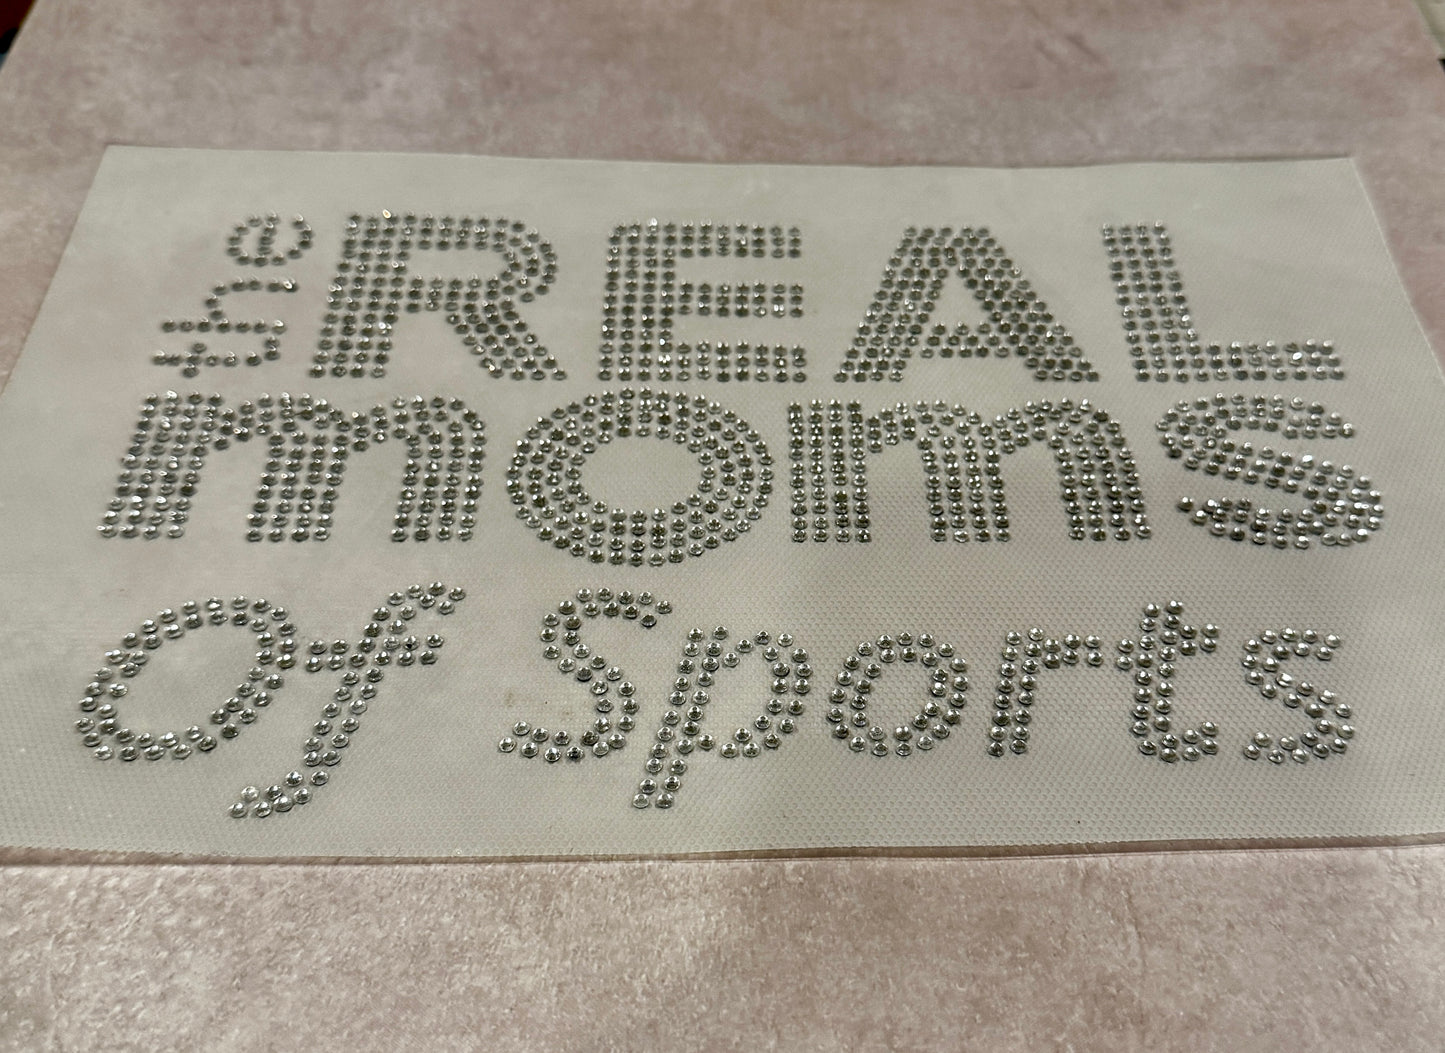 the REAL
moms
Of Sports